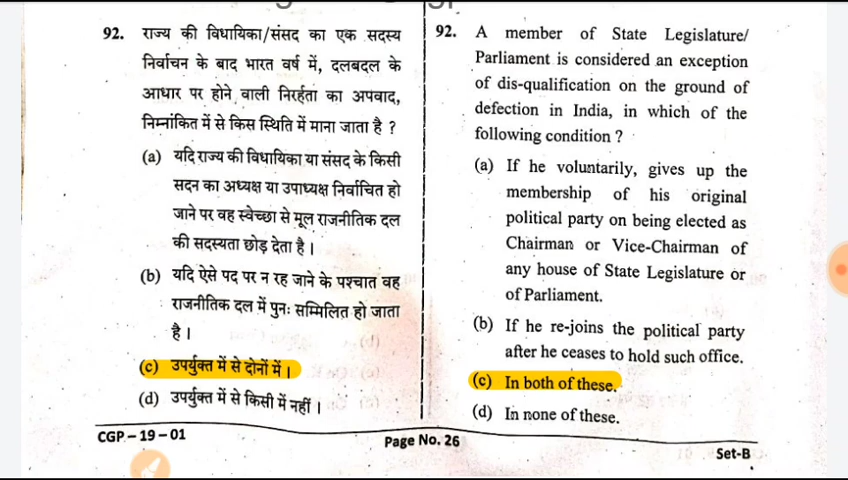 92. राज्य की विधायिका/संसद का एक सदस्य
निर्वाचन के बाद भारत वर्ष में, दलबदल के
आधार पर होने वाली निरर्हता का अपवाद,
निम्नांकित में से किस स्थिति में माना जाता है ?
(a) यदि राज्य की विधायिका या संसद के किसी
सदन का अध्यक्ष या उपाध्यक्ष निर्वाचित हो
जाने पर वह स्वेच्छा से मूल राजनीतिक दल
की सदस्यता छोड़ देता है ।
(b) यदि ऐसे पद पर न रह जाने के पश्चात वह
राजनीतिक दल में पुनः सम्मिलित हो जाता
है ।
(c) उपर्युक्त में से दोनों में ।
(d) उपर्युक्त में से किसी में नहीं ।
92. A member of State Legislature/
Parliament is considered an exception
of dis-qualification on the ground of
defection in India, in which of the
following condition ?
(a) If he voluntarily, gives up the
membership of his original
political party on being elected as
Chairman or Vice-Chairman of
any house of State Legislature or
of Parliament.
(b) If he re-joins the political party
after he ceases to hold such office.
(c) In both of these.
(d) In none of these.
CGP – 19 – 01
Page No. 26
Set-B